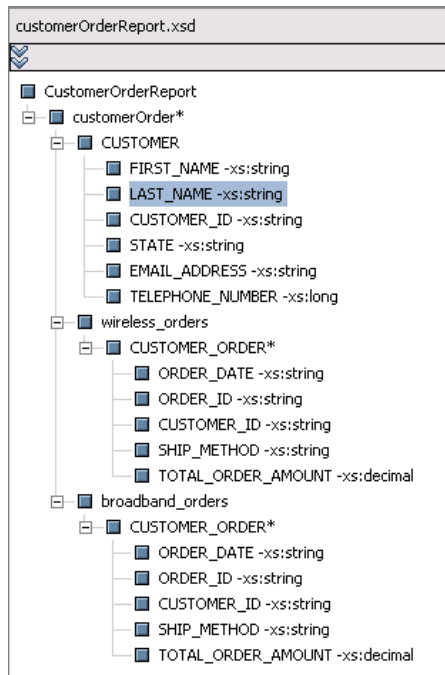 customerOrderReport.xsd
CustomerOrderReport
customerOrder*
CUSTOMER
FIRST_NAME -xs:string
LAST_NAME -xs:string
CUSTOMER_ID -xs:string
STATE -xs:string
EMAIL_ADDRESS -xs:string
TELEPHONE_NUMBER -xs:long
wireless_orders
CUSTOMER_ORDER*
ORDER_DATE -xs:string
ORDER_ID -xs:string
CUSTOMER_ID -xs:string
SHIP_METHOD -xs:string
TOTAL_ORDER_AMOUNT -xs:decimal
broadband_orders
CUSTOMER_ORDER*
ORDER_DATE -xs:string
ORDER_ID -xs:string
CUSTOMER_ID -xs:string
SHIP_METHOD -xs:string
TOTAL_ORDER_AMOUNT -xs:decimal